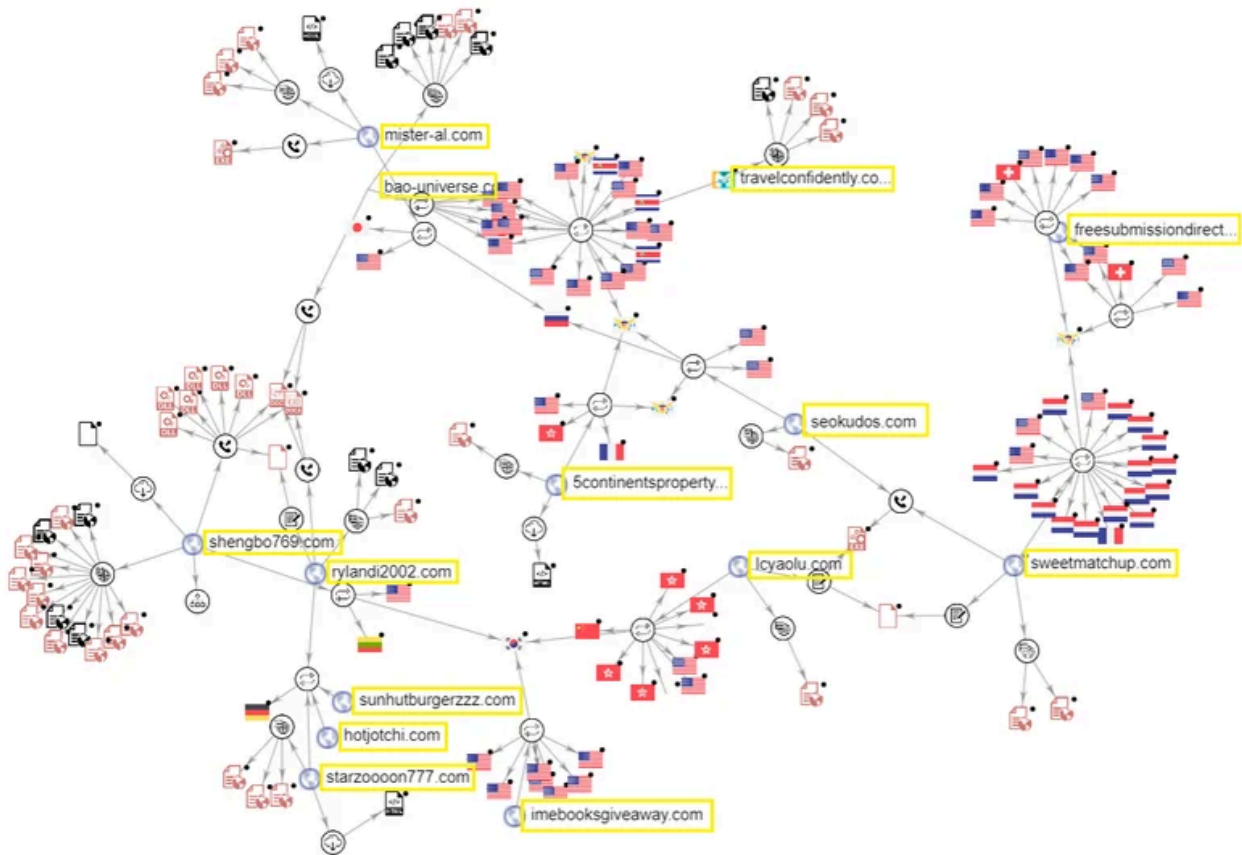 mister-al.com
bao-universe.c
travelconfidently.co...
freesubmissiondirect...
seokudos.com
5continentsproperty...
shengbo769.com
rylandi2002.com
lcyaolu.com
sweetmatchup.com
sunhutburgerzzz.com
hotjotchi.com
starzoooon777.com
imebooksgiveaway.com